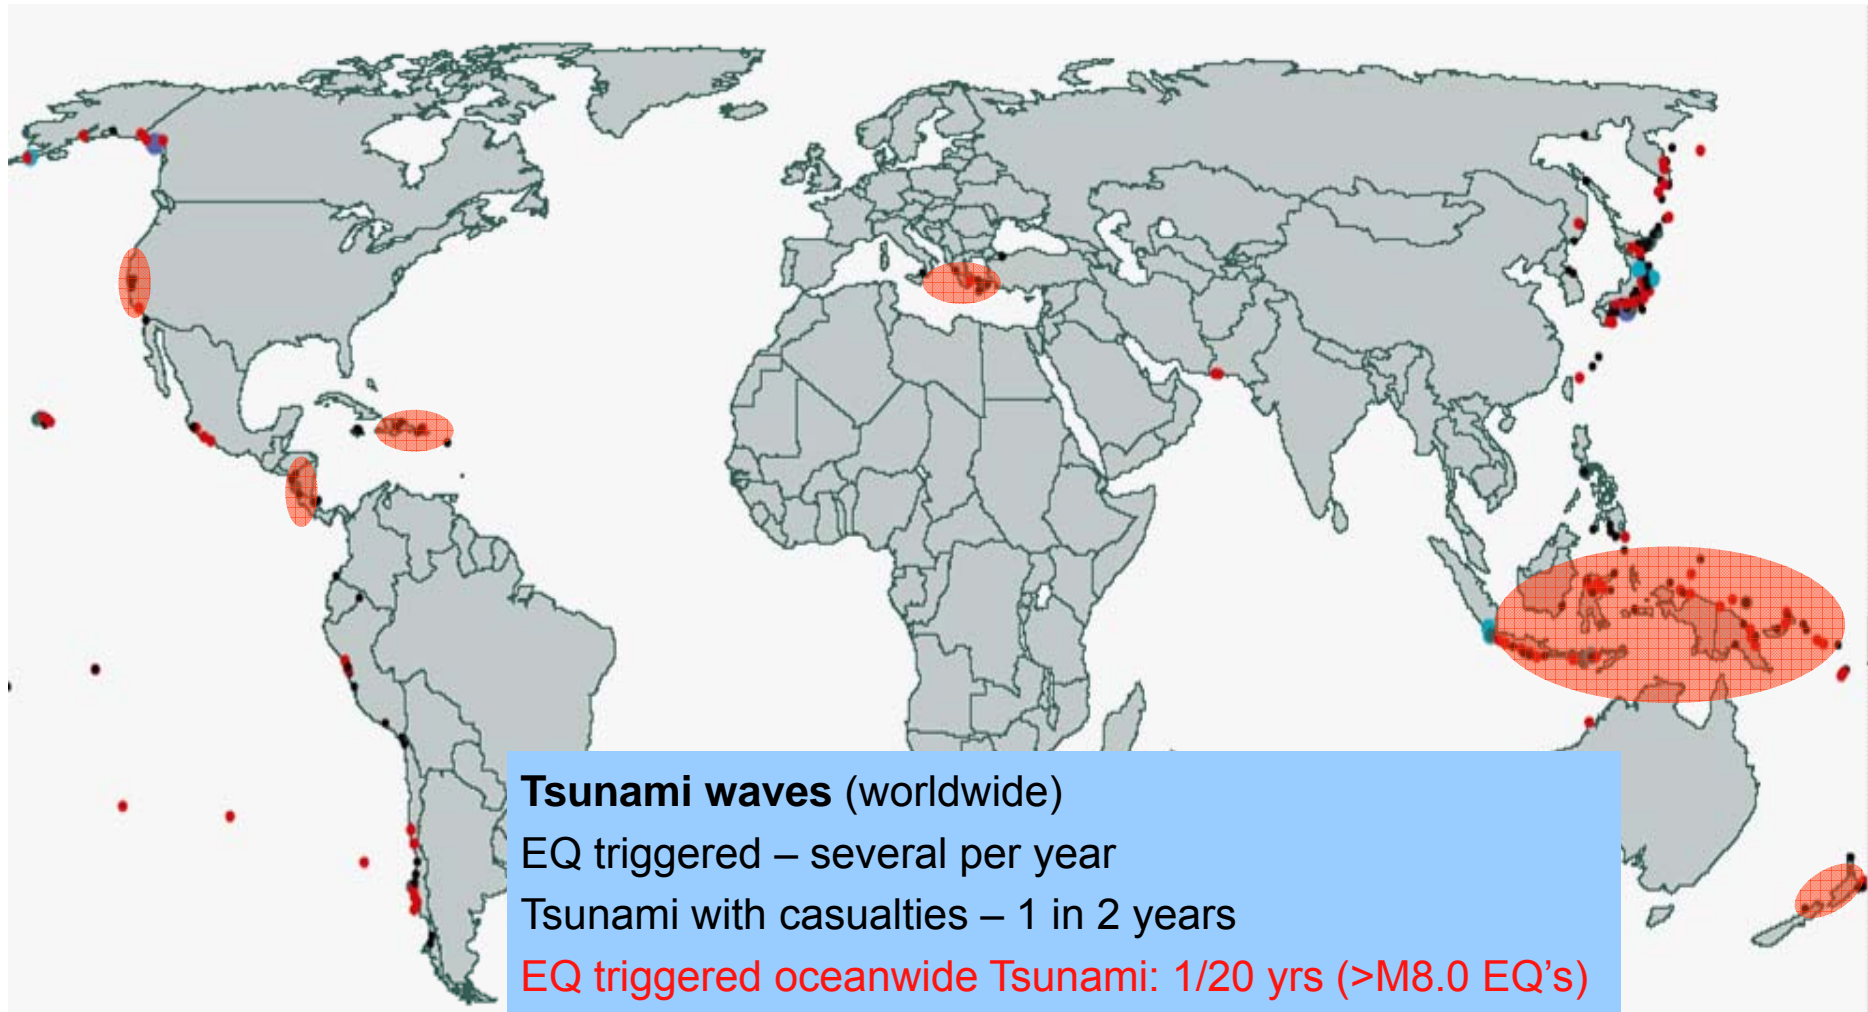 Tsunami waves (worldwide)
EQ triggered – several per year
Tsunami with casualties – 1 in 2 years
EQ triggered oceanwide Tsunami: 1/20 yrs (>M8.0 EQ's)